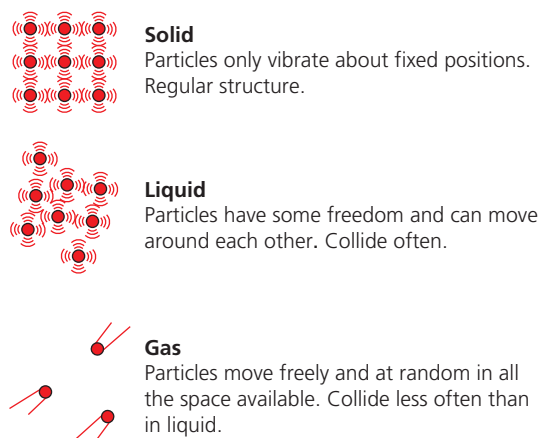 Solid
Particles only vibrate about fixed positions.
Regular structure.
Liquid
Particles have some freedom and can move
around each other. Collide often.
Gas
Particles move freely and at random in all
the space available. Collide less often than
in liquid.